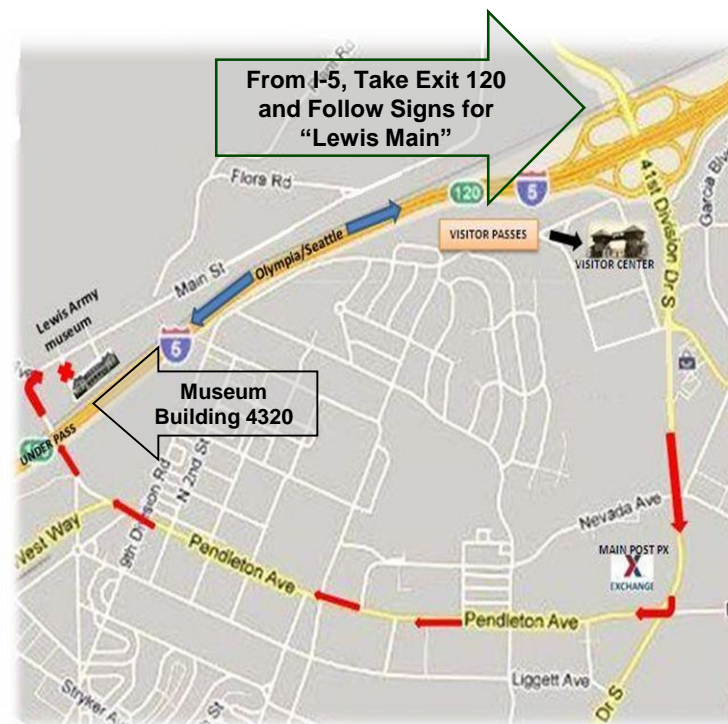 From I-5, Take Exit 120
and Follow Signs for
“Lewis Main”
Flora Rd
120
5
41st Division Dr S
VISITOR PASSES
VISITOR CENTER
Olympia/Seattle
Main St
Lewis Army
museum
5
Museum
Building 4320
UNDER PASS
9th Division Rd
N 2nd St
West Way
Pendleton Ave
Nevada Ave
MAIN POST PX
X
EXCHANGE
Pendleton Ave
Liggett Ave
Stryker Ave
Dr S